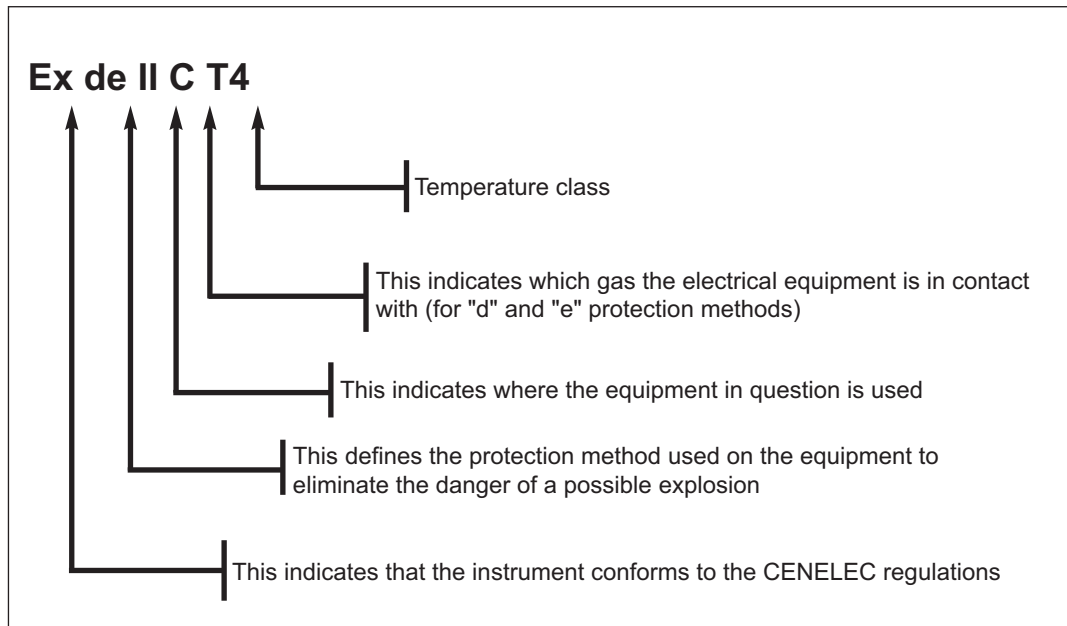 Ex de II C T4
Temperature class
This indicates which gas the electrical equipment is in contact
with (for "d" and "e" protection methods)
This indicates where the equipment in question is used
This defines the protection method used on the equipment to
eliminate the danger of a possible explosion
This indicates that the instrument conforms to the CENELEC regulations